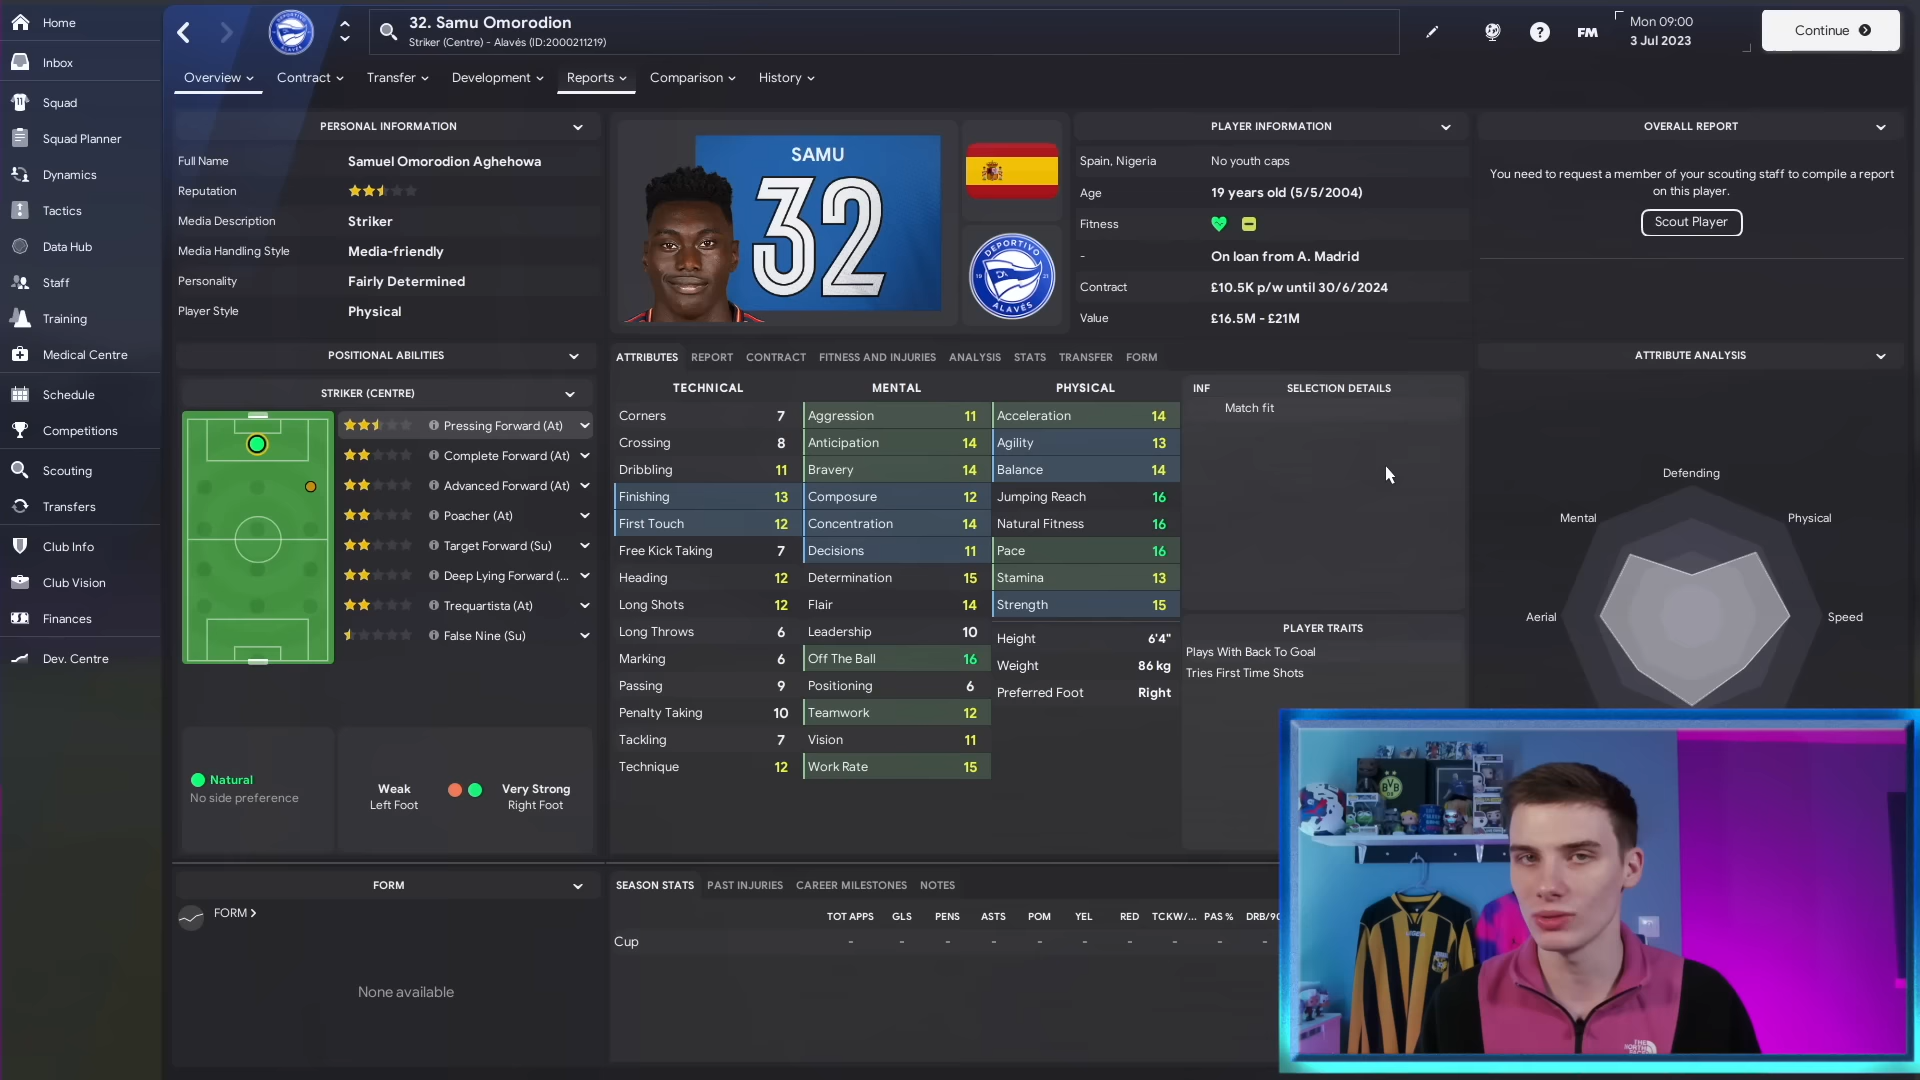 Home
Inbox
Squad
Squad Planner
Dynamics
Tactics
Data Hub
Staff
Training
Medical Centre
Schedule
Competitions
Scouting
Transfers
Club Info
Club Vision
Finances
Dev. Centre
32. Samu Omorodion
Striker (Centre) - Alavés (ID:2000211219)
FM
Mon 09:00
3 Jul 2023
Continue
Overview Contract Transfer Development Reports Comparison History
PERSONAL INFORMATION
Full Name Samuel Omorodion Aghehowa
Reputation
Media Description Striker
Media Handling Style Media-friendly
Personality Fairly Determined
Player Style Physical
SAMU
32
DEPORTIVO
19 21
ALAVÉS
PLAYER INFORMATION
Spain, Nigeria No youth caps
Age 19 years old (5/5/2004)
Fitness
- On loan from A. Madrid
Contract £10.5K p/w until 30/6/2024
Value £16.5M - £21M
OVERALL REPORT
You need to request a member of your scouting staff to compile a report
on this player.
Scout Player
POSITIONAL ABILITIES
STRIKER (CENTRE)
Pressing Forward (At)
Complete Forward (At)
Advanced Forward (At)
Poacher (At)
Target Forward (Su)
Deep Lying Forward (...
Trequartista (At)
False Nine (Su)
Natural
No side preference
Weak
Left Foot
Very Strong
Right Foot
ATTRIBUTES REPORT CONTRACT FITNESS AND INJURIES ANALYSIS STATS TRANSFER FORM
TECHNICAL
Corners 7
Crossing 8
Dribbling 11
Finishing 13
First Touch 12
Free Kick Taking 7
Heading 12
Long Shots 12
Long Throws 6
Marking 6
Passing 9
Penalty Taking 10
Tackling 7
Technique 12
MENTAL
Aggression 11
Anticipation 14
Bravery 14
Composure 12
Concentration 14
Decisions 11
Determination 15
Flair 14
Leadership 10
Off The Ball 16
Positioning 6
Teamwork 12
Vision 11
Work Rate 15
PHYSICAL
Acceleration 14
Agility 13
Balance 14
Jumping Reach 16
Natural Fitness 16
Pace 16
Stamina 13
Strength 15
Height 6'4"
Weight 86 kg
Preferred Foot Right
INF SELECTION DETAILS
Match fit
PLAYER TRAITS
Plays With Back To Goal
Tries First Time Shots
ATTRIBUTE ANALYSIS
Defending
Mental Physical
Aerial Speed
FORM
FORM
None available
SEASON STATS PAST INJURIES CAREER MILESTONES NOTES
TOT APPS GLS PENS ASTS POM YEL RED TCKW/... PAS % DRB/90
Cup - - - - - - - - - -
BVB
09
THE
NORTH
FACE